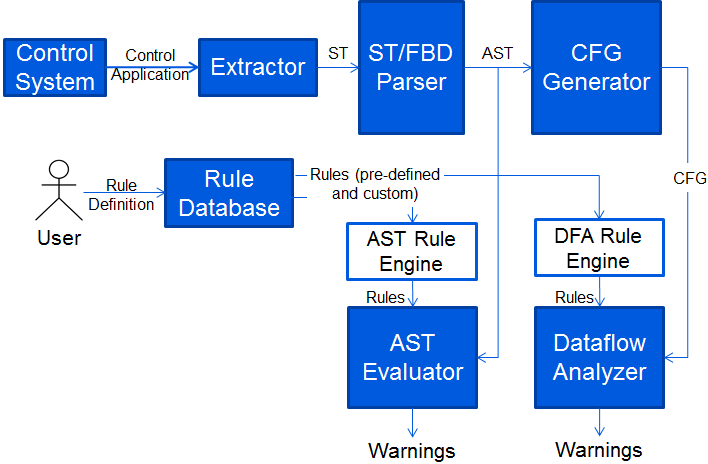 Control
System
Control
Application
Extractor
ST
ST/FBD
Parser
AST
CFG
Generator
CFG
User
Rule
Definition
Rule
Database
Rules (pre-defined
and custom)
AST Rule
Engine
DFA Rule
Engine
Rules
Rules
AST
Evaluator
Dataflow
Analyzer
Warnings
Warnings